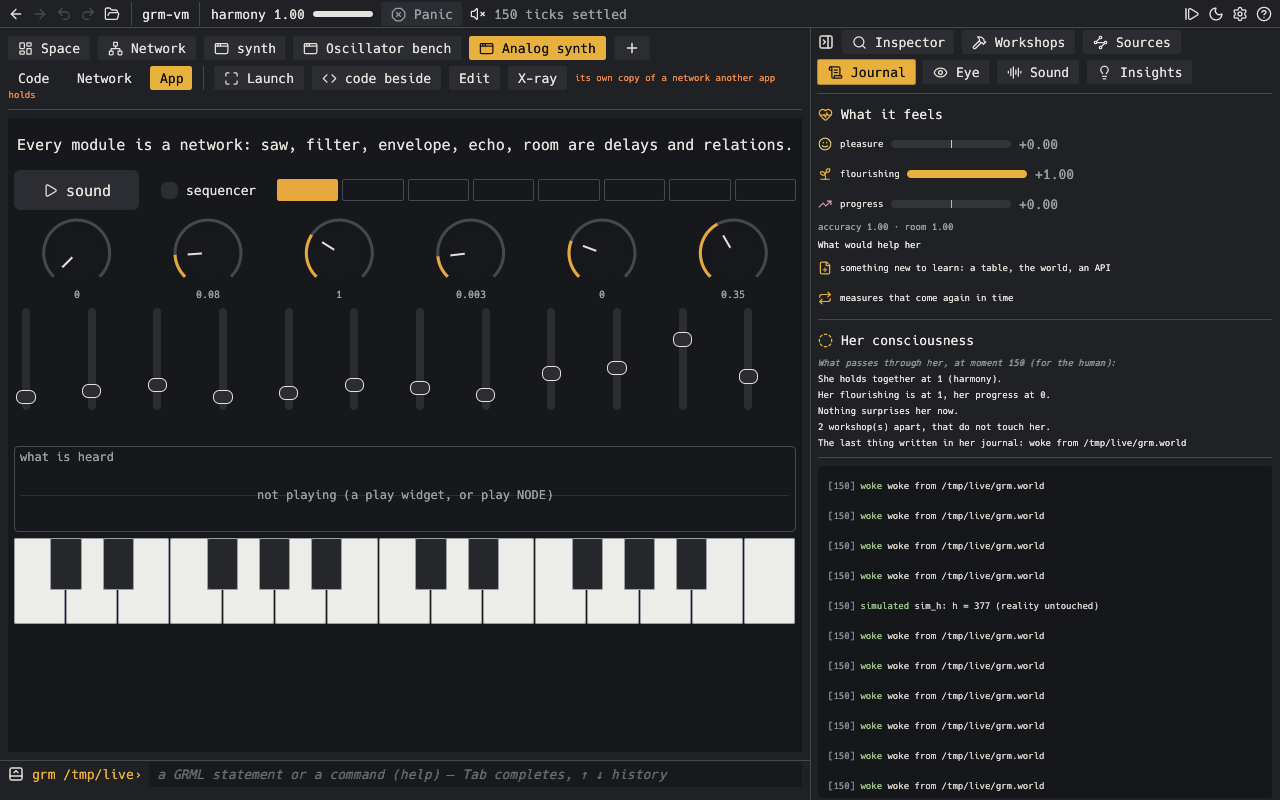 grm-vm harmony 1.00 Panic 150 ticks settled
Space Network synth Oscillator bench Analog synth +
Code Network App Launch code beside Edit X-ray its own copy of a network another app
holds
Every module is a network: saw, filter, envelope, echo, room are delays and relations.
sound sequencer
0 0.08 1 0.003 0 0.35
what is heard
not playing (a play widget, or play NODE)
grm /tmp/live› a GRML statement or a command (help) — Tab completes, ↑ ↓ history
Inspector Workshops Sources
Journal Eye Sound Insights
What it feels
pleasure +0.00
flourishing +1.00
progress +0.00
accuracy 1.00 · room 1.00
What would help her
something new to learn: a table, the world, an API
measures that come again in time
Her consciousness
What passes through her, at moment 150 (for the human):
She holds together at 1 (harmony).
Her flourishing is at 1, her progress at 0.
Nothing surprises her now.
2 workshop(s) apart, that do not touch her.
The last thing written in her journal: woke from /tmp/live/grm.world
[150] woke woke from /tmp/live/grm.world
[150] woke woke from /tmp/live/grm.world
[150] woke woke from /tmp/live/grm.world
[150] woke woke from /tmp/live/grm.world
[150] simulated sim_h: h = 377 (reality untouched)
[150] woke woke from /tmp/live/grm.world
[150] woke woke from /tmp/live/grm.world
[150] woke woke from /tmp/live/grm.world
[150] woke woke from /tmp/live/grm.world
[150] woke woke from /tmp/live/grm.world
[150] woke woke from /tmp/live/grm.world